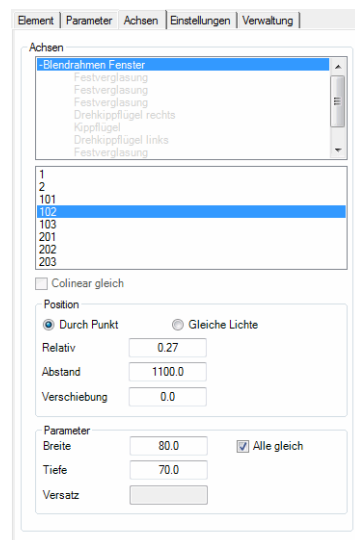 Element Parameter Achsen Einstellungen Verwaltung
Achsen
-Blendrahmen Fenster
Festverglasung
Festverglasung
Festverglasung
Drehkippflügel rechts
Kippflügel
Drehkippflügel links
Festverglasung
1
2
101
102
103
201
202
203
Colinear gleich
Position
Durch Punkt Gleiche Lichte
Relativ 0.27
Abstand 1100.0
Verschiebung 0.0
Parameter
Breite 80.0 Alle gleich
Tiefe 70.0
Versatz